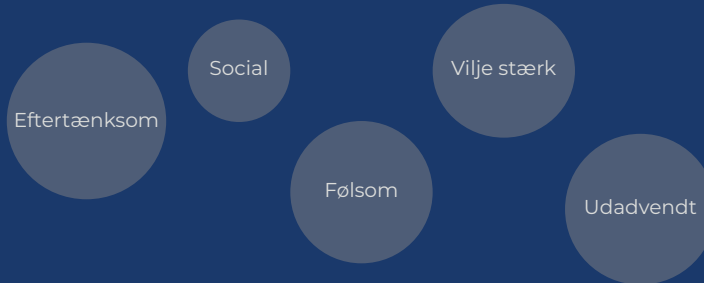 Eftertænksom
Social
Følsom
Vilje stærk
Udadvendt